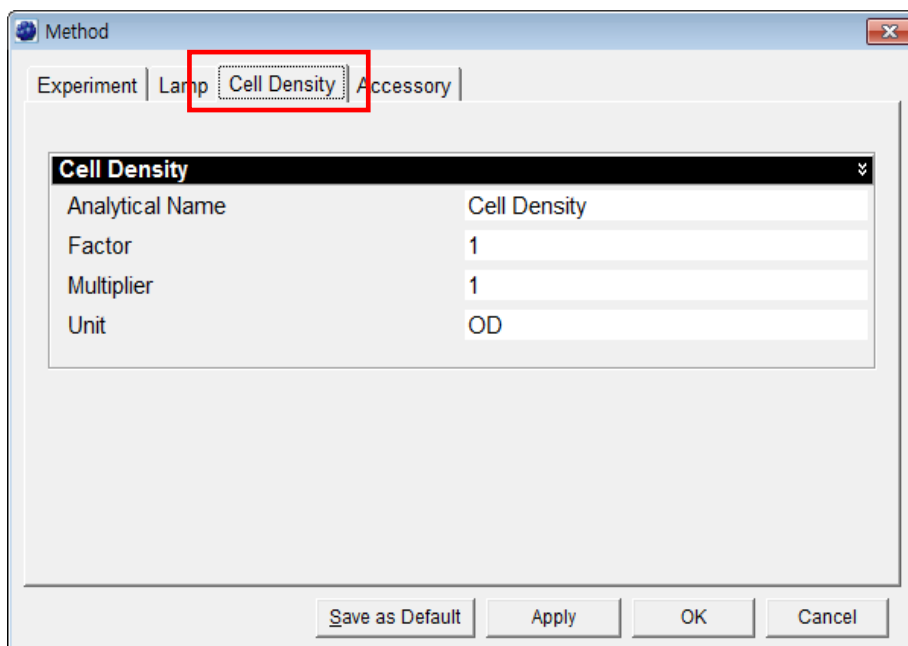 Method
Experiment Lamp Cell Density Accessory
Cell Density
Analytical Name Cell Density
Factor 1
Multiplier 1
Unit OD
Save as Default Apply OK Cancel